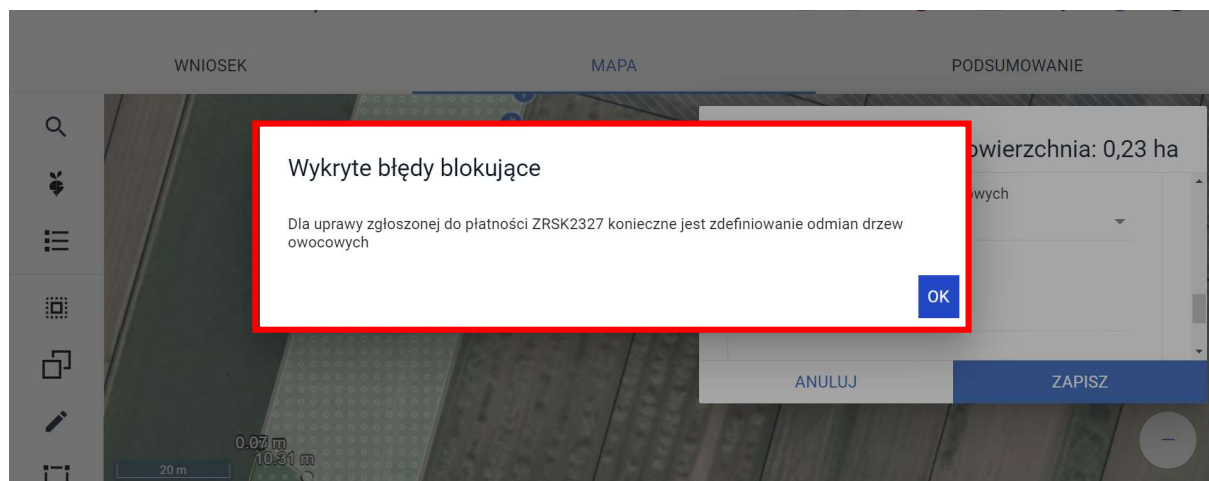 WNIOSEK
MAPA
PODSUMOWANIE
owierzchnia: 0,23 ha
owych
Wykryte błędy blokujące
Dla uprawy zgłoszonej do płatności ZRSK2327 konieczne jest zdefiniowanie odmian drzew
owocowych
OK
ANULUJ
ZAPISZ
0.07 m
10.31 m
20 m